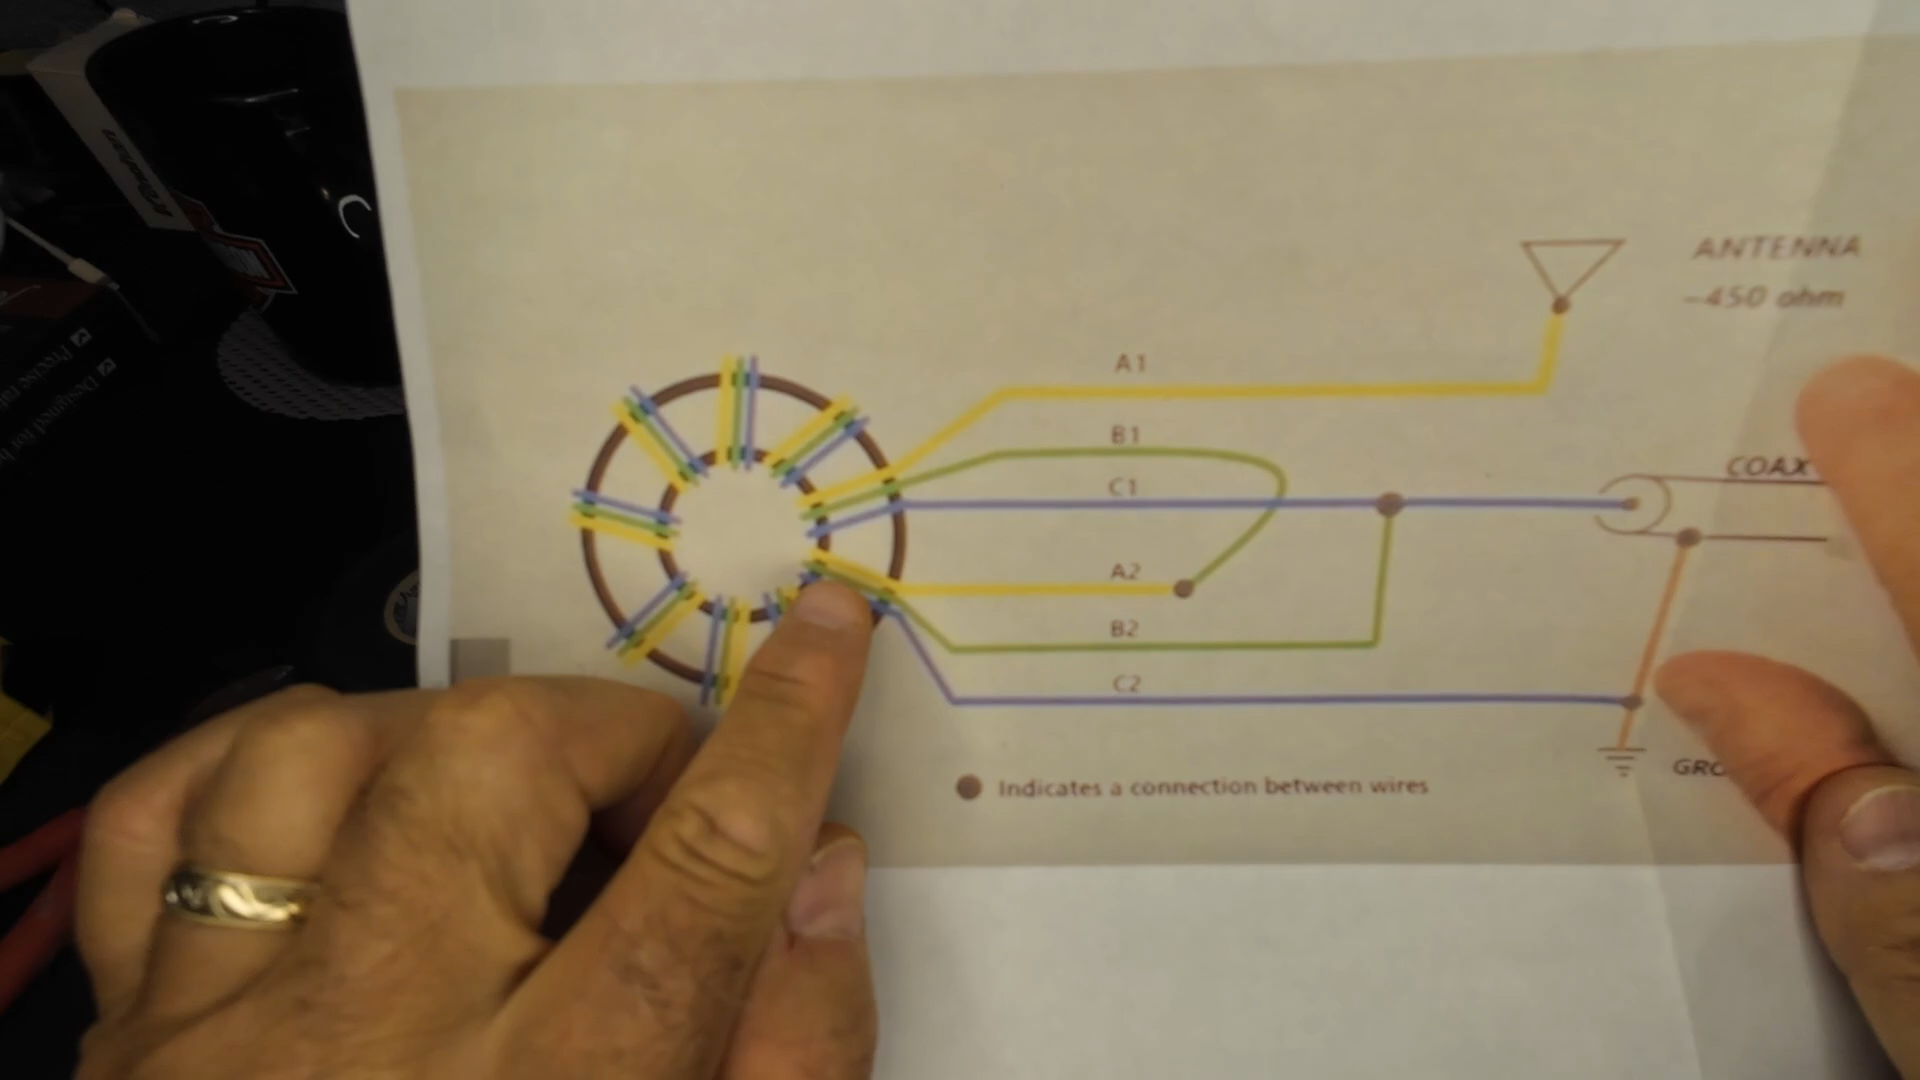 ANTENNA
~450 ohm
A1
B1
C1
COAX
A2
B2
C2
Indicates a connection between wires